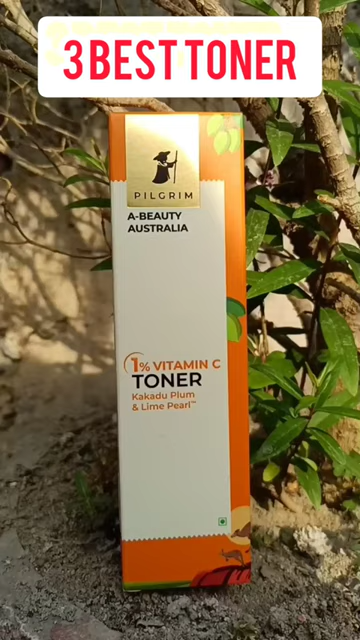 3 BEST TONER
PILGRIM
A-BEAUTY
AUSTRALIA
1% VITAMIN C
TONER
Kakadu Plum
& Lime Pearl™